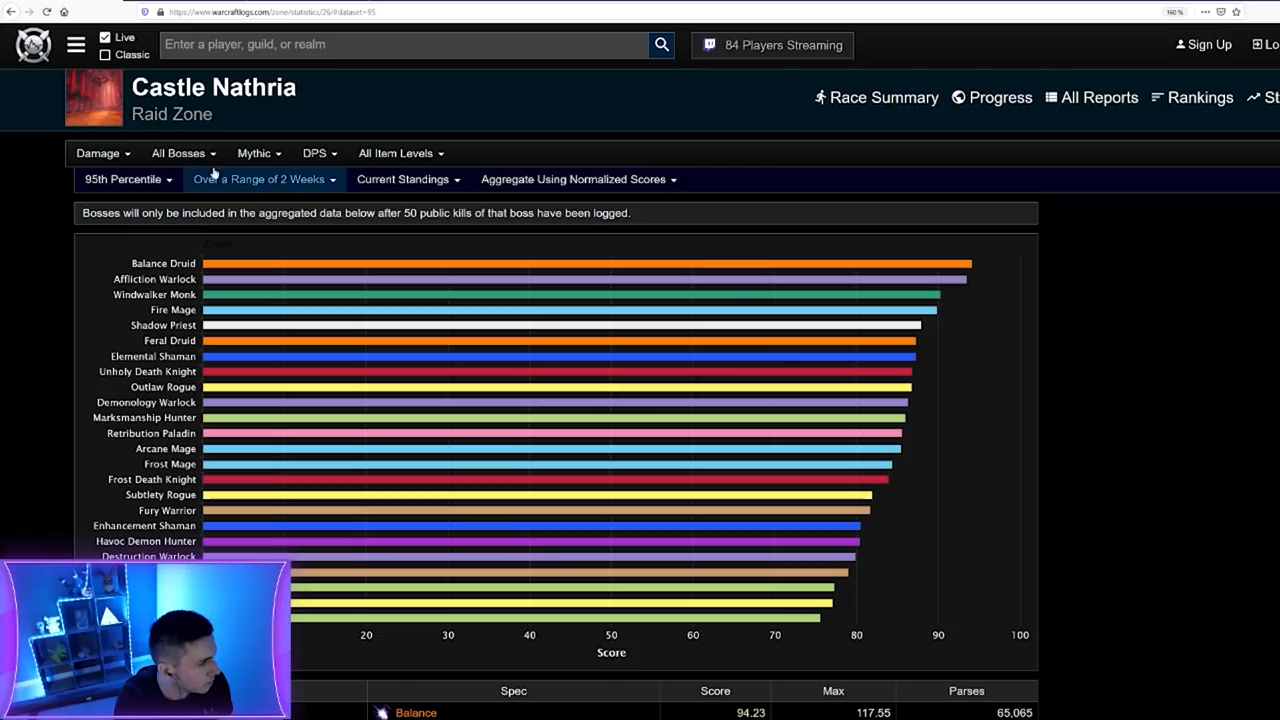 https://www.warcraftlogs.com/zone/statistics/26/#dataset=95
160%
Live
Classic
Enter a player, guild, or realm
84 Players Streaming
Sign Up
Lo
Castle Nathria
Raid Zone
Race Summary
Progress
All Reports
Rankings
St
Damage
All Bosses
Mythic
DPS
All Item Levels
95th Percentile
Over a Range of 2 Weeks
Current Standings
Aggregate Using Normalized Scores
Bosses will only be included in the aggregated data below after 50 public kills of that boss have been logged.
Zoom
Balance Druid
Affliction Warlock
Windwalker Monk
Fire Mage
Shadow Priest
Feral Druid
Elemental Shaman
Unholy Death Knight
Outlaw Rogue
Demonology Warlock
Marksmanship Hunter
Retribution Paladin
Arcane Mage
Frost Mage
Frost Death Knight
Subtlety Rogue
Fury Warrior
Enhancement Shaman
Havoc Demon Hunter
Destruction Warlock
20 30 40 50 60 70 80 90 100
Score
Spec Score Max Parses
Balance 94.23 117.55 65,065